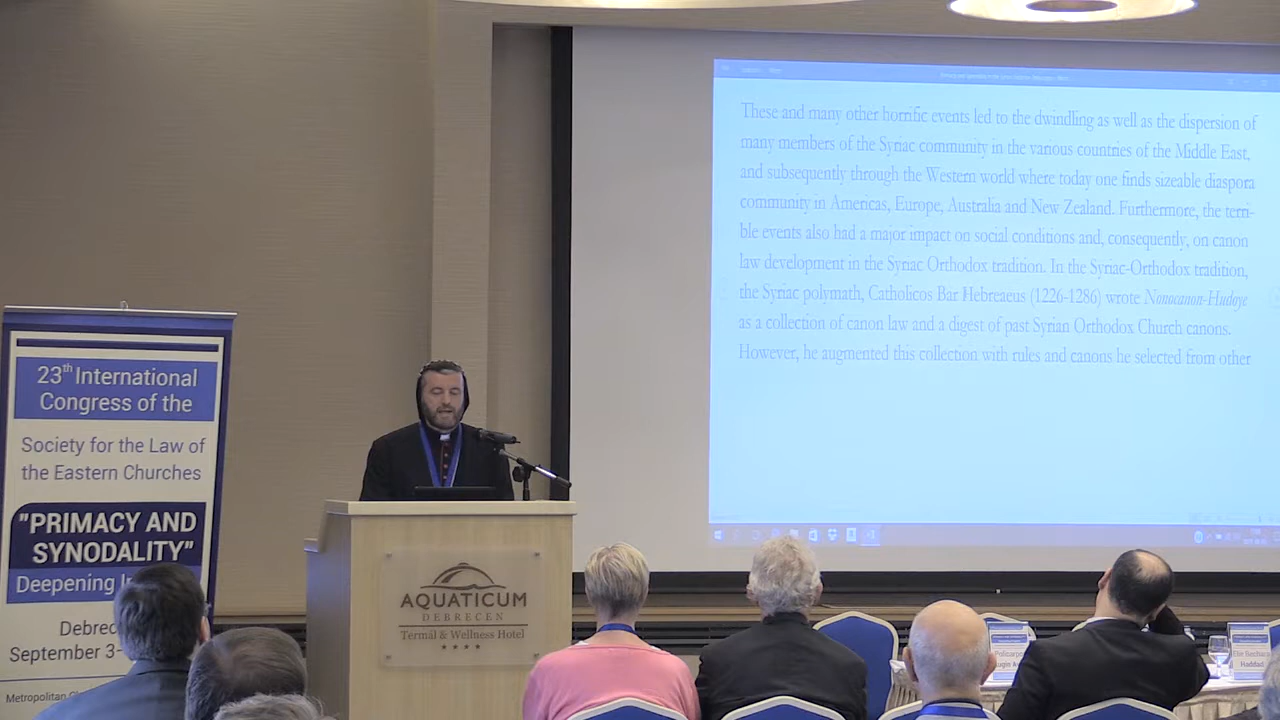 These and many other horrific events led to the dwindling as well as the dispersion of
many members of the Syriac community in the various countries of the Middle East,
and subsequently through the Western world where today one finds sizeable diaspora
community in Americas, Europe, Australia and New Zealand. Furthermore, the terri-
ble events also had a major impact on social conditions and, consequently, on canon
law development in the Syriac Orthodox tradition. In the Syriac-Orthodox tradition,
the Syriac polymath, Catholicos Bar Hebreaeus (1226-1286) wrote Nonocanon-Hudoye
as a collection of canon law and a digest of past Syrian Orthodox Church canons.
However, he augmented this collection with rules and canons he selected from other
23th International
Congress of the
Society for the Law of
the Eastern Churches
"PRIMACY AND
SYNODALITY"
Deepening
Debrec
September 3-
Metropolitan
AQUATICUM
DEBRECEN
Termál & Wellness Hotel
Policarp
Elie Bechara
Haddad